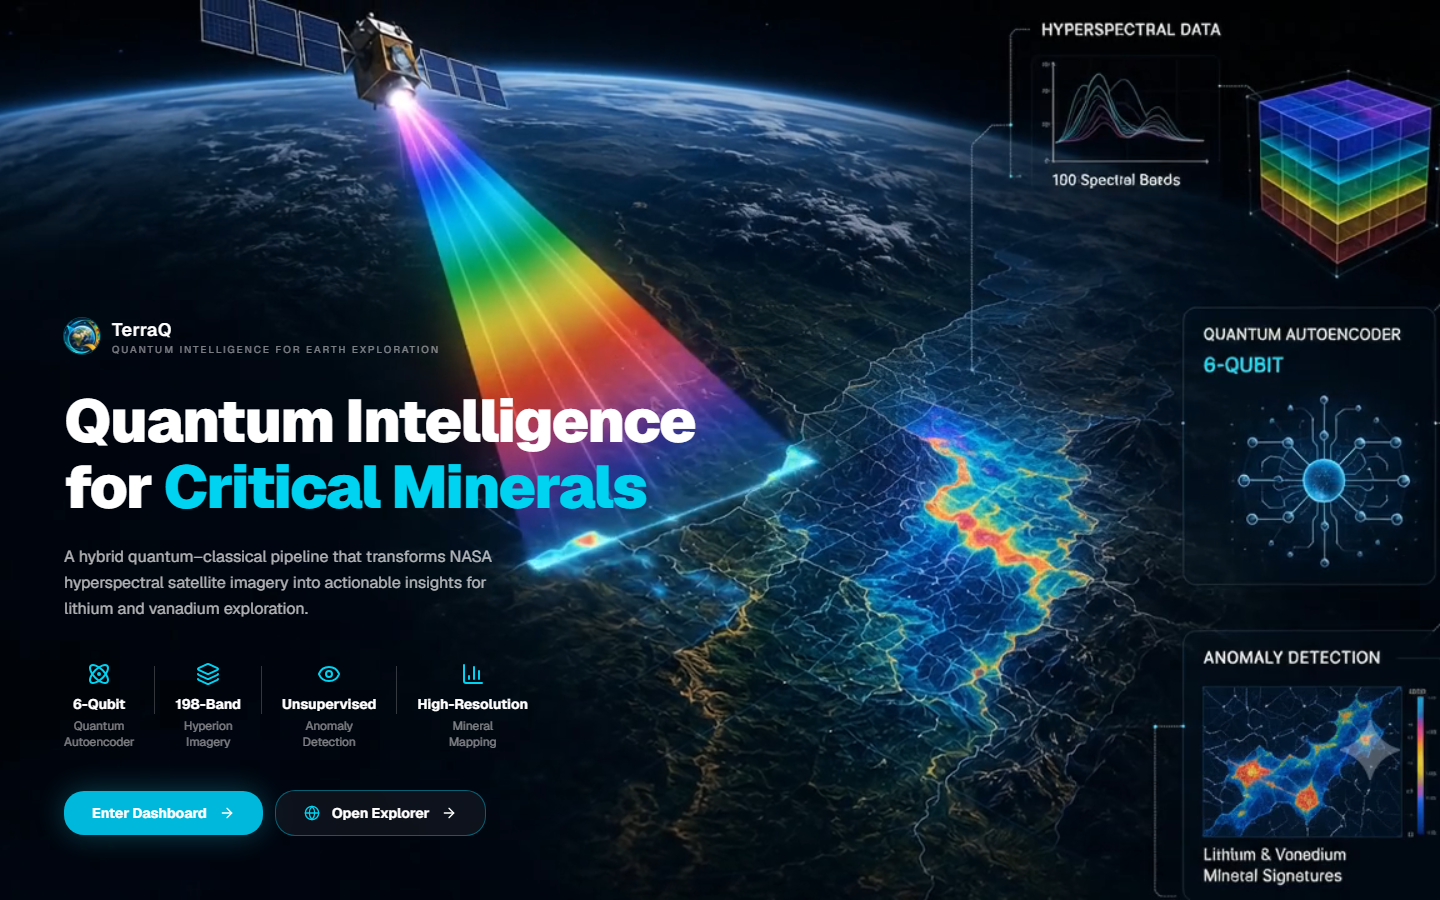 HYPERSPECTRAL DATA
100 Spectral Bards
TerraQ
QUANTUM INTELLIGENCE FOR EARTH EXPLORATION
Quantum Intelligence
for Critical Minerals
A hybrid quantum–classical pipeline that transforms NASA
hyperspectral satellite imagery into actionable insights for
lithium and vanadium exploration.
6-Qubit
Quantum
Autoencoder
198-Band
Hyperion
Imagery
Unsupervised
Anomaly
Detection
High-Resolution
Mineral
Mapping
Enter Dashboard
Open Explorer
QUANTUM AUTOENCODER
6-QUBIT
ANOMALY DETECTION
Lithium & Vonedium
Mineral Signetures